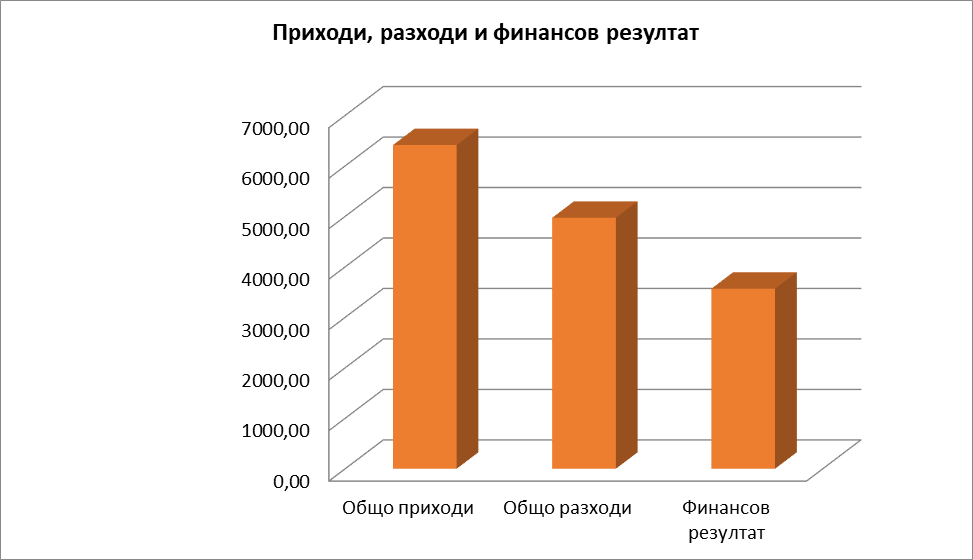 Приходи, разходи и финансов резултат
7000,00
6000,00
5000,00
4000,00
3000,00
2000,00
1000,00
0,00
Общо приходи
Общо разходи
Финансов
резултат